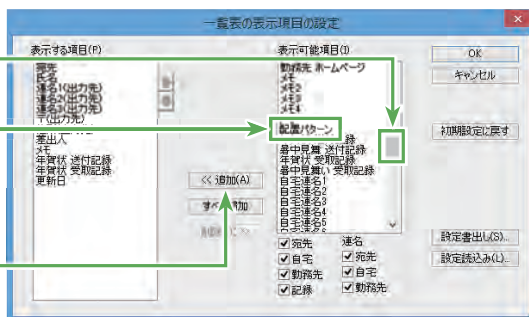 一覧表の表示項目の設定
表示する項目(P)
宛先
氏名
連名1(出力先)
連名2(出力先)
連名3(出力先)
〒(出力先)
差出人
メモ
年賀状 送付記録
年賀状 受取記録
更新日
<< 追加(A)
表示可能項目(I)
勤務先 ホームページ
メモ
メモ2
メモ3
メモ4
配置パターン
暑中見舞 送付記録
年賀状 受取記録
暑中見舞い 受取記録
自宅連名1
自宅連名2
自宅連名3
自宅連名4
自宅連名5
宛先
自宅
勤務先
記録
連名
宛先
自宅
勤務先
OK
キャンセル
初期設定に戻す
設定書出し(S)...
設定読込み(L)...